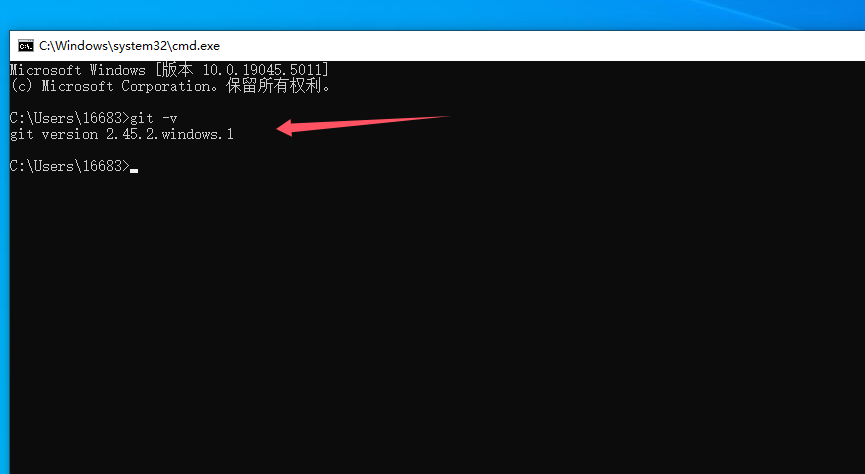 C:\Windows\system32\cmd.exe
Microsoft Windows [版本 10.0.19045.5011]
(c) Microsoft Corporation。保留所有权利。
C:\Users\16683>git -v
git version 2.45.2.windows.1
C:\Users\16683>